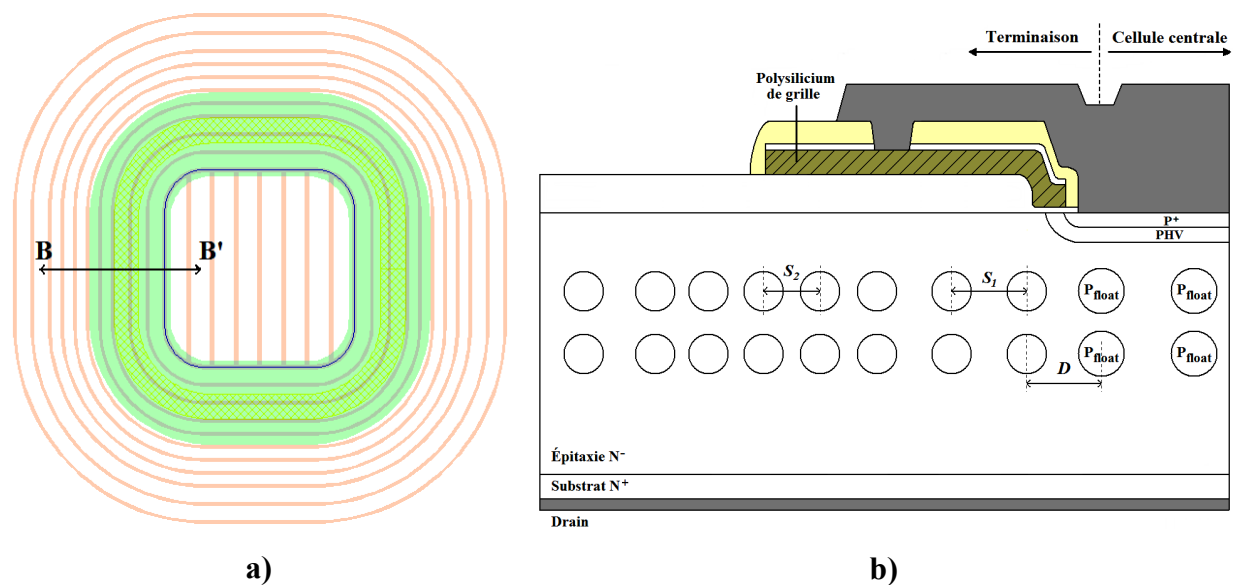 B
B'
a)
Terminaison
Cellule centrale
Polysilicium
de grille
P+
PHV
S2
S1
Pfloat
Pfloat
Pfloat
Pfloat
D
Épitaxie N-
Substrat N+
Drain
b)